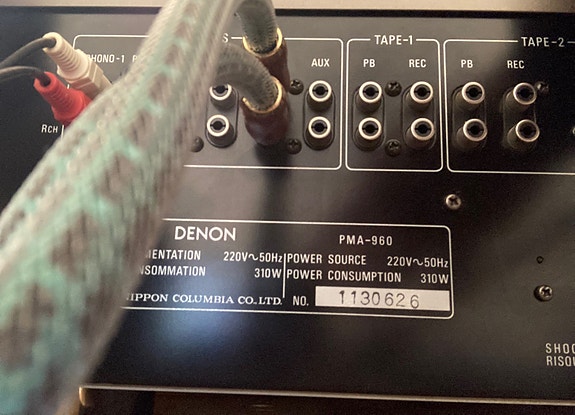 PHONO-1 P S AUX TAPE-1 TAPE-2
PB REC PB REC
RCH
DENON PMA-960
MENTATION 220V~50Hz POWER SOURCE 220V~50Hz
NSOMMATION 310W POWER CONSUMPTION 310W
NIPPON COLUMBIA CO.,LTD. NO. 1130626
SHOC
RISQU